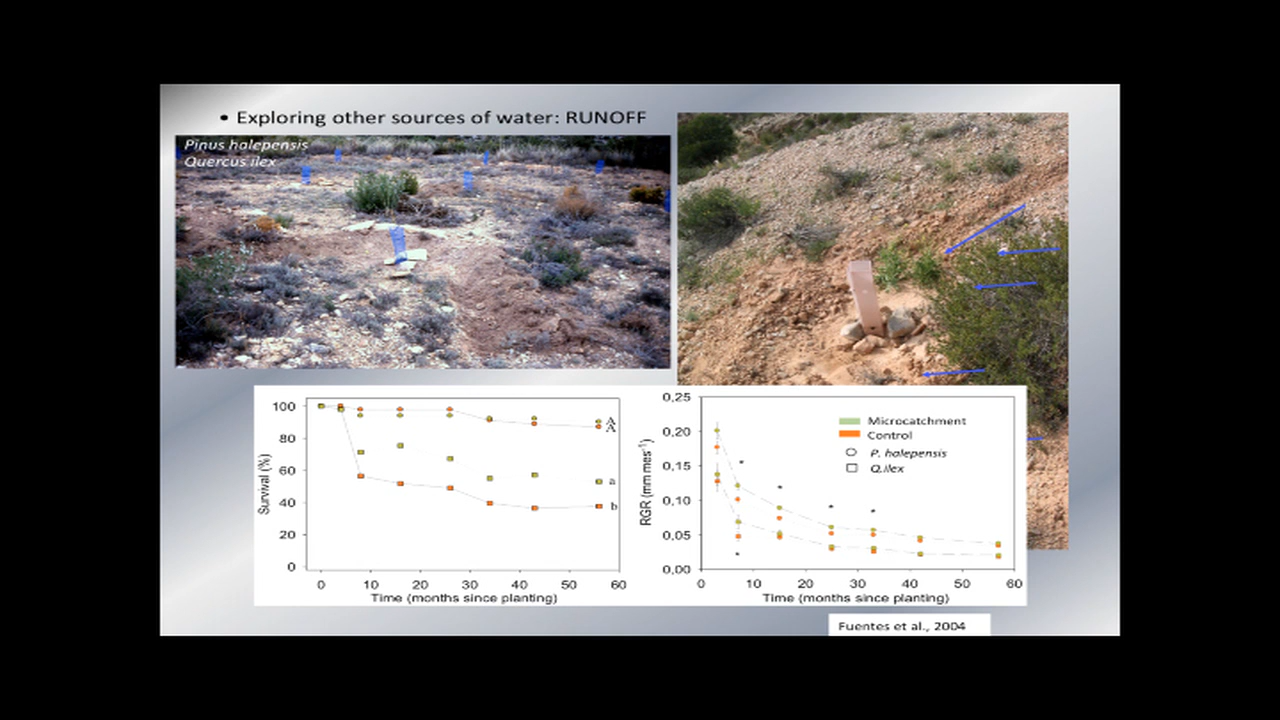 • Exploring other sources of water: RUNOFF
Pinus halepensis
Quercus ilex
100
80
60
40
20
0
Survival (%)
A
A
a
b
0 10 20 30 40 50 60
Time (months since planting)
0,25
0,20
0,15
0,10
0,05
0,00
RGR (mm mes⁻¹)
Microcatchment
Control
P. halepensis
Q.ilex
* * * * *
0 10 20 30 40 50 60
Time (months since planting)
Fuentes et al., 2004